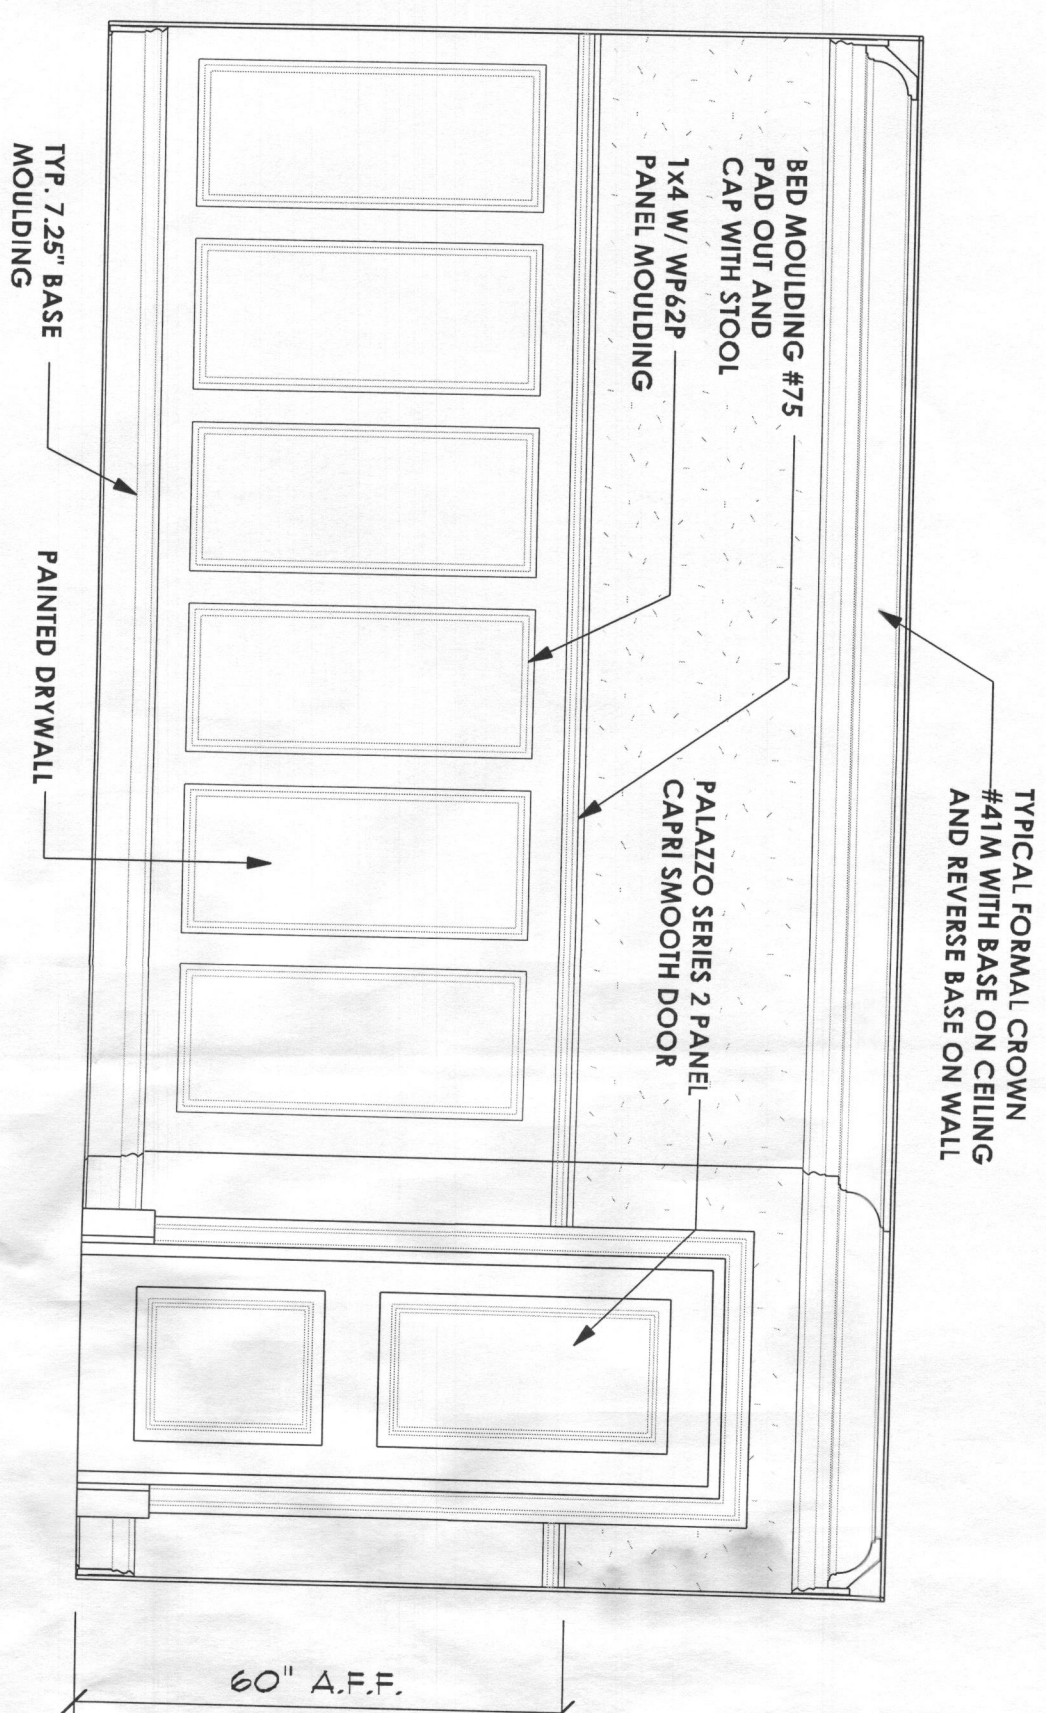 TYPICAL FORMAL CROWN
#41M WITH BASE ON CEILING
AND REVERSE BASE ON WALL
BED MOULDING #75
PAD OUT AND
CAP WITH STOOL
1x4 W/ WP62P
PANEL MOULDING
PALAZZO SERIES 2 PANEL
CAPRI SMOOTH DOOR
TYP. 7.25" BASE
MOULDING
PAINTED DRYWALL
60" A.F.F.